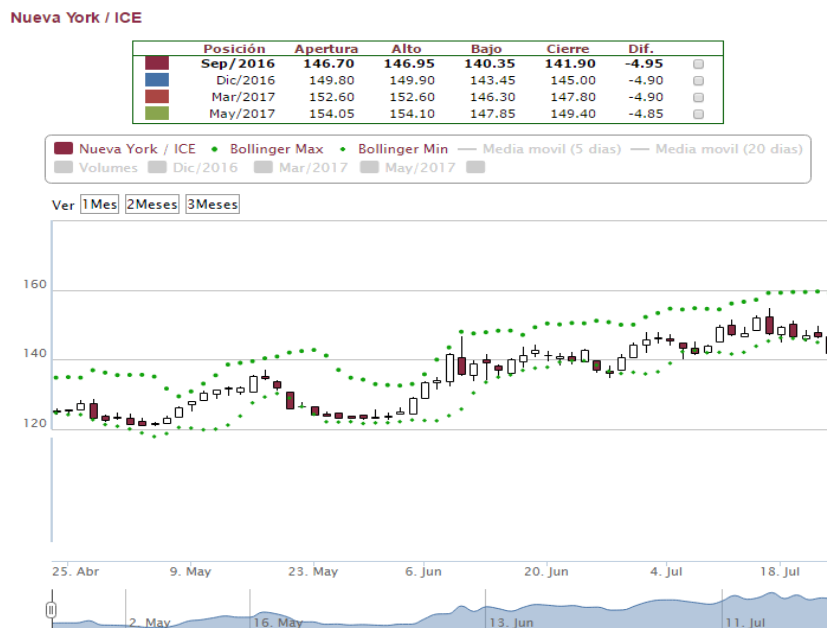 Nueva York / ICE
Posición Apertura Alto Bajo Cierre Dif.
Sep/2016 146.70 146.95 140.35 141.90 -4.95
Dic/2016 149.80 149.90 143.45 145.00 -4.90
Mar/2017 152.60 152.60 146.30 147.80 -4.90
May/2017 154.05 154.10 147.85 149.40 -4.85
Nueva York / ICE Bollinger Max Bollinger Min Media movil (5 dias) Media movil (20 dias)
Volumes Dic/2016 Mar/2017 May/2017
Ver 1Mes 2Meses 3Meses
160
140
120
25. Abr 9. May 23. May 6. Jun 20. Jun 4. Jul 18. Jul
2. May 16. May 13. Jun 11. Jul